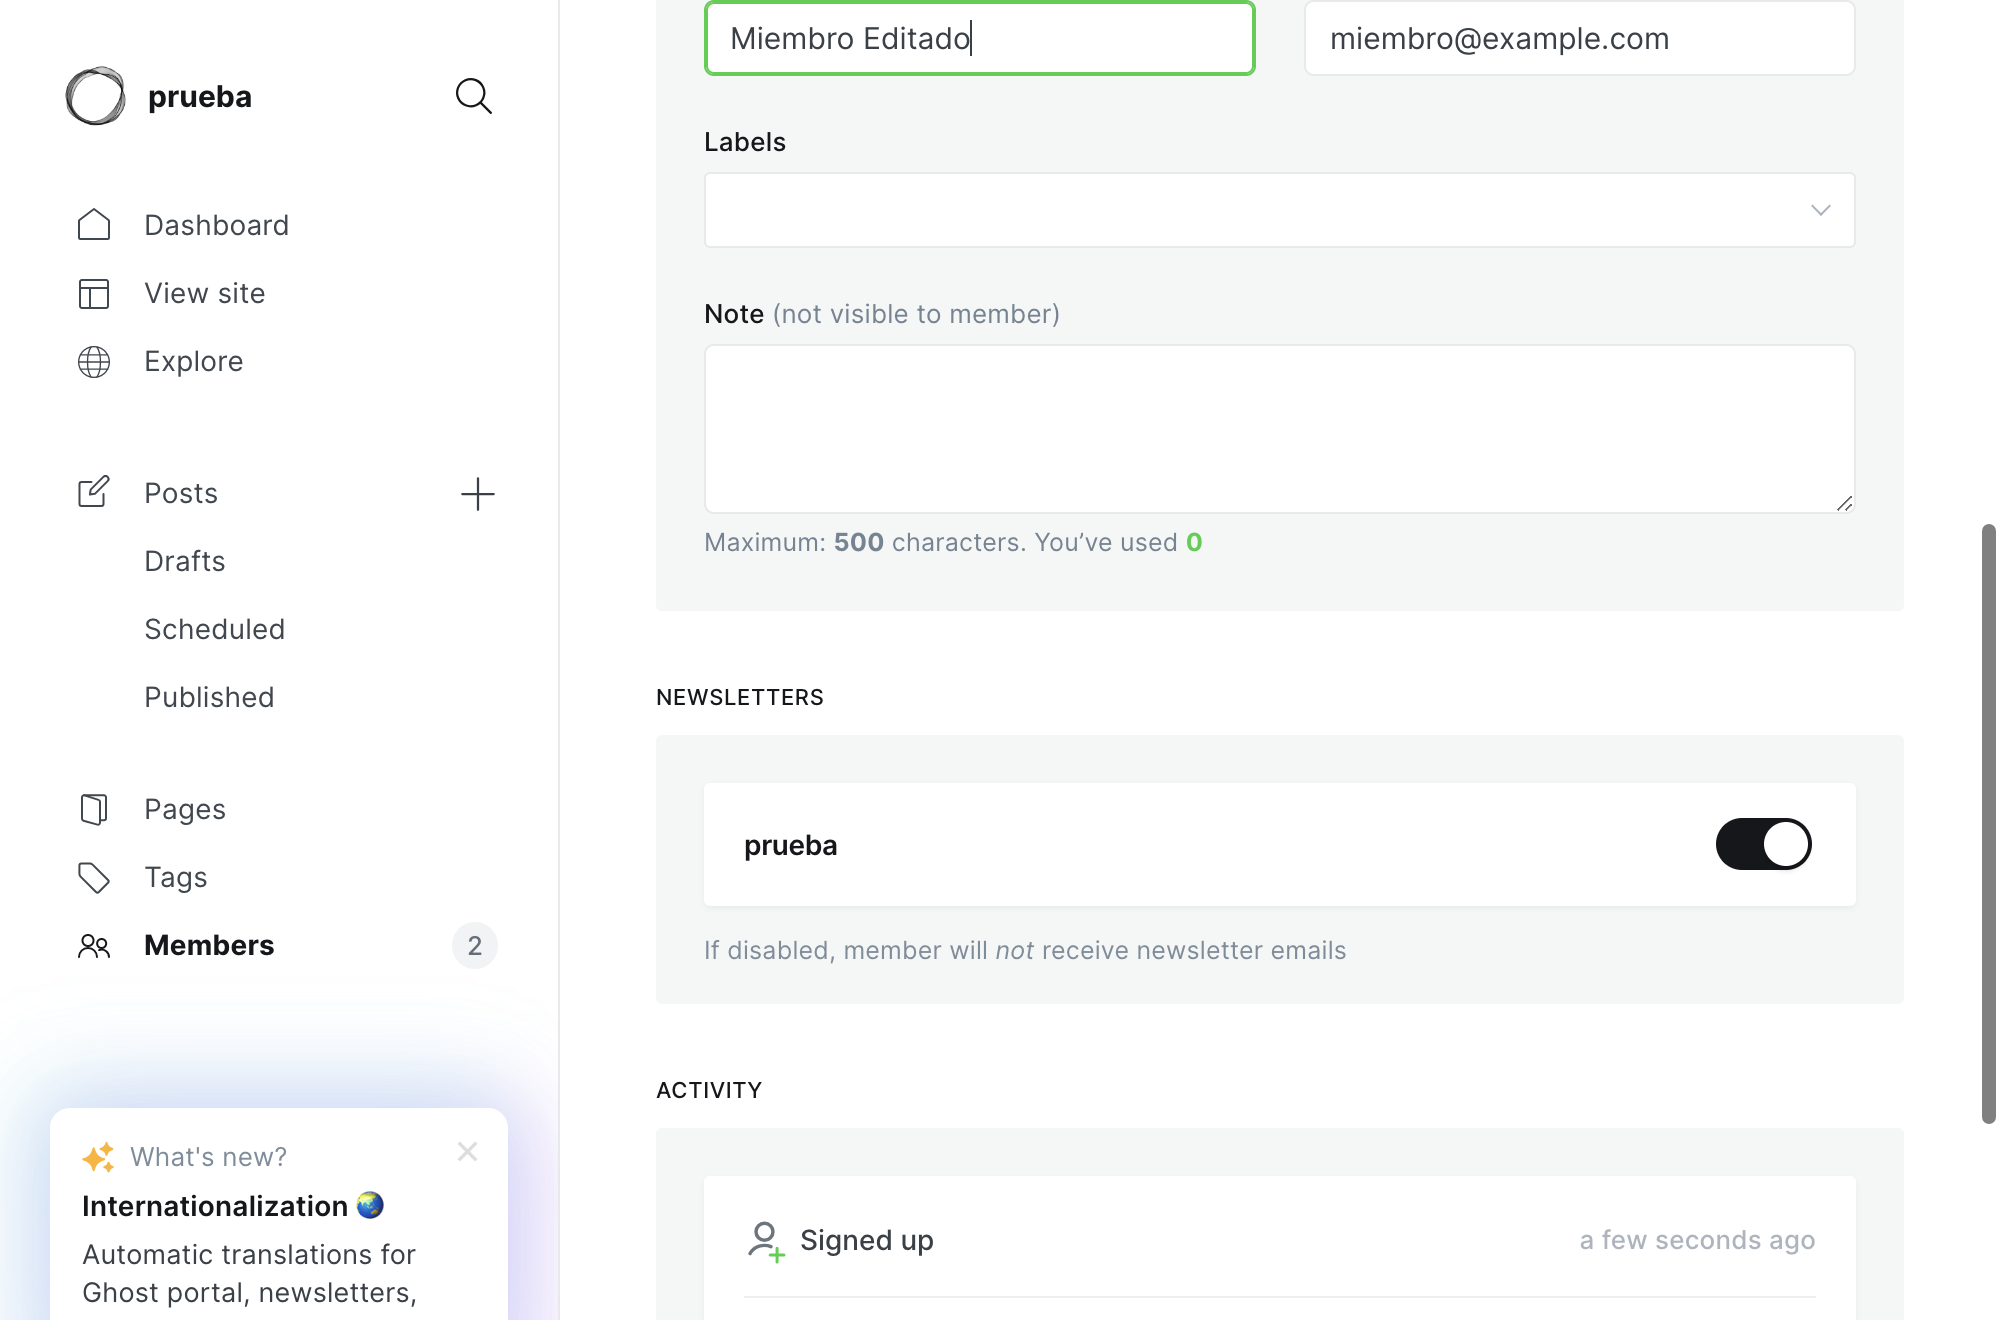 prueba
Dashboard
View site
Explore
Posts
Drafts
Scheduled
Published
Pages
Tags
Members 2
What's new?
Internationalization 🌏
Automatic translations for
Ghost portal, newsletters,
Miembro Editado miembro@example.com
Labels
Note (not visible to member)
Maximum: 500 characters. You’ve used 0
NEWSLETTERS
prueba
If disabled, member will not receive newsletter emails
ACTIVITY
Signed up a few seconds ago